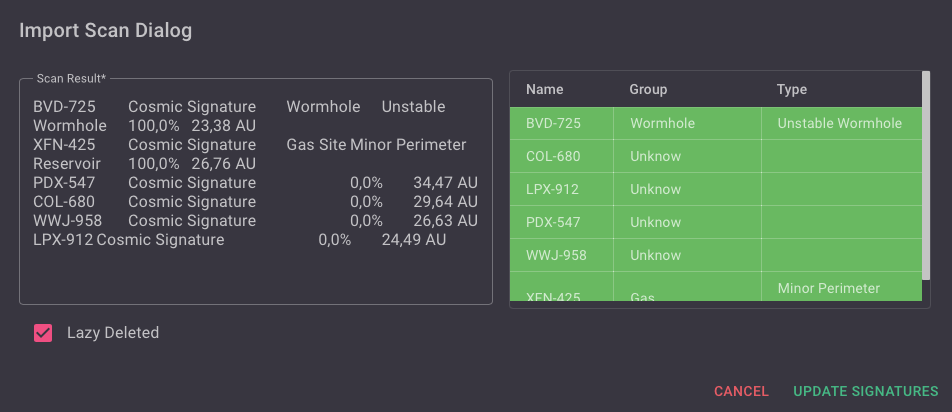 Import Scan Dialog
Scan Result*
BVD-725 Cosmic Signature Wormhole Unstable
Wormhole 100,0% 23,38 AU
XFN-425 Cosmic Signature Gas Site Minor Perimeter
Reservoir 100,0% 26,76 AU
PDX-547 Cosmic Signature 0,0% 34,47 AU
COL-680 Cosmic Signature 0,0% 29,64 AU
WWJ-958 Cosmic Signature 0,0% 26,63 AU
LPX-912 Cosmic Signature 0,0% 24,49 AU
Name Group Type
BVD-725 Wormhole Unstable Wormhole
COL-680 Unknow
LPX-912 Unknow
PDX-547 Unknow
WWJ-958 Unknow
XFN-425 Gas Minor Perimeter
Lazy Deleted
CANCEL UPDATE SIGNATURES